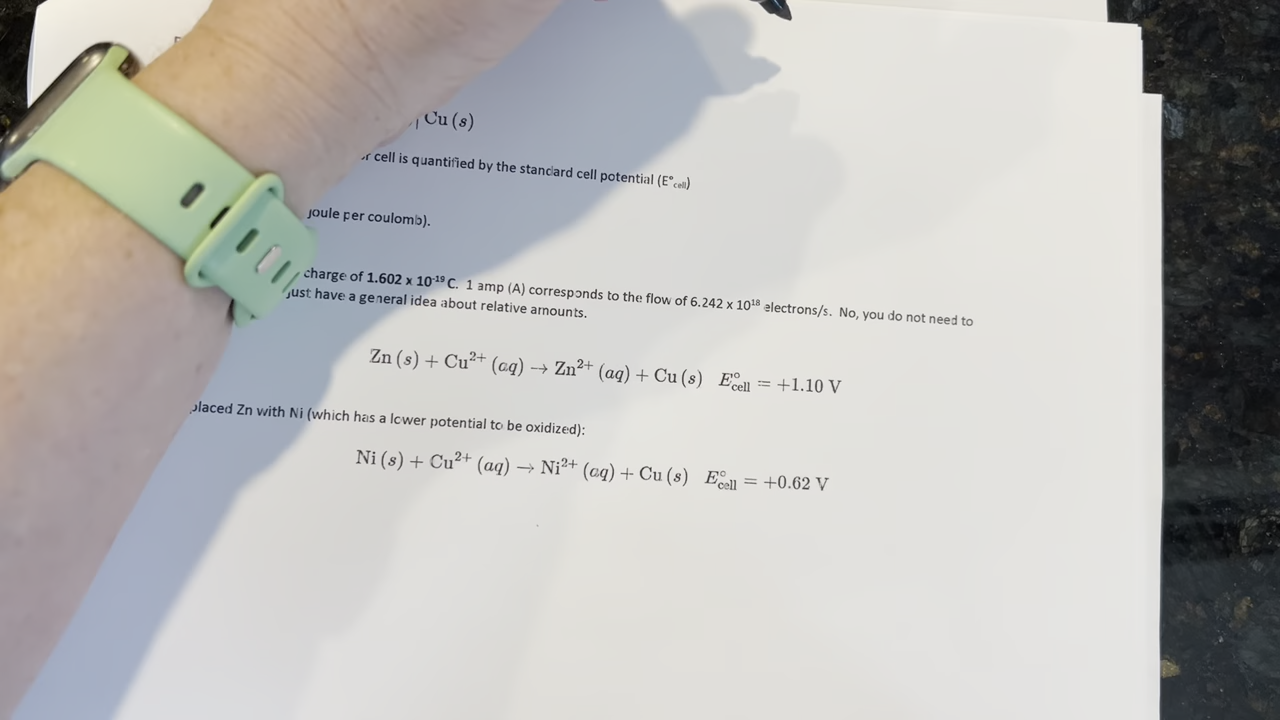 Cu (s)
cell is quantified by the standard cell potential (E°cell)
joule per coulomb).
charge of 1.602 x 10⁻¹⁹ C. 1 amp (A) corresponds to the flow of 6.242 x 10¹⁸ electrons/s. No, you do not need to
just have a general idea about relative amounts.
Zn (s) + Cu²⁺ (aq) → Zn²⁺ (aq) + Cu (s) E°cell = +1.10 V
placed Zn with Ni (which has a lower potential to be oxidized):
Ni (s) + Cu²⁺ (aq) → Ni²⁺ (aq) + Cu (s) E°cell = +0.62 V